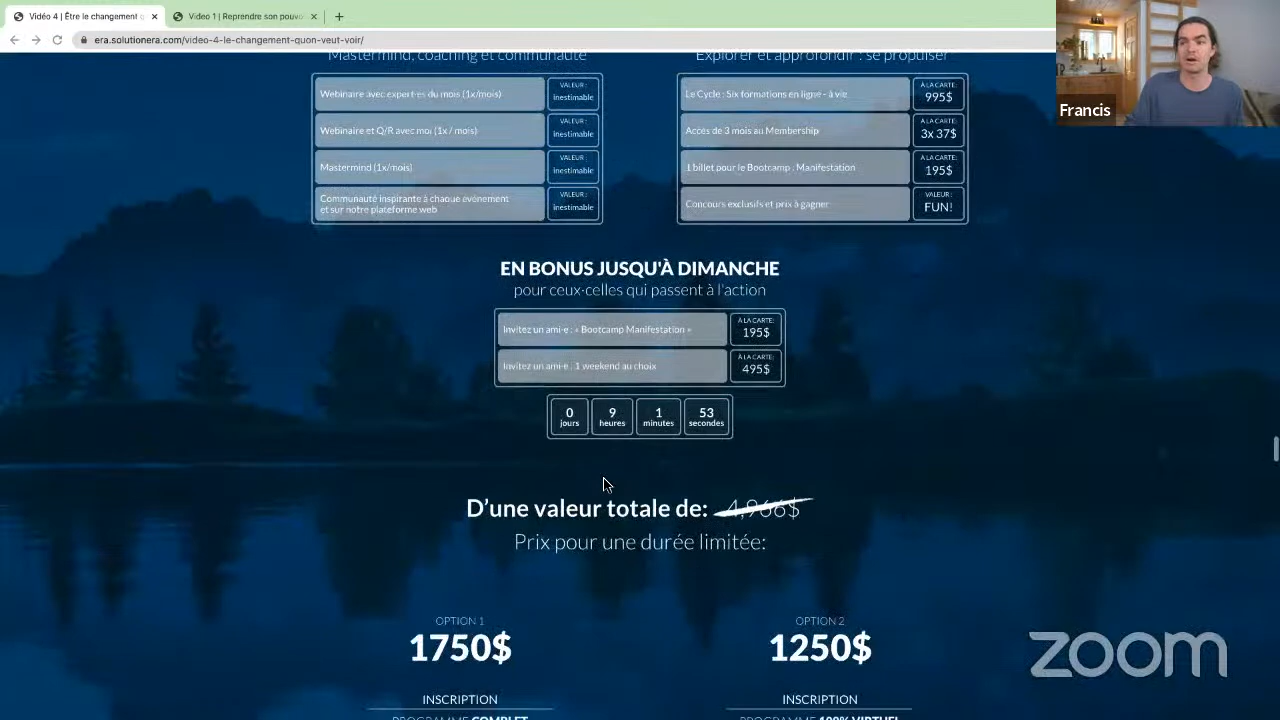 Vidéo 4 | Être le changement q
Video 1 | Reprendre son pouvo
era.solutionera.com/video-4-le-changement-quon-veut-voir/
Francis
Mastermind, coaching et communauté
Webinaire avec expert·es du mois (1x/mois)
VALEUR :
inestimable
Webinaire et Q/R avec moi (1x / mois)
VALEUR :
inestimable
Mastermind (1x/mois)
VALEUR :
inestimable
Communauté inspirante à chaque événement
et sur notre plateforme web
VALEUR :
inestimable
Explorer et approfondir : se propulser
Le Cycle : Six formations en ligne - à vie
À LA CARTE:
995$
Accès de 3 mois au Membership
À LA CARTE:
3x 37$
1 billet pour le Bootcamp : Manifestation
À LA CARTE:
195$
Concours exclusifs et prix à gagner
VALEUR :
FUN!
EN BONUS JUSQU'À DIMANCHE
pour ceux·celles qui passent à l'action
Invitez un ami·e : « Bootcamp Manifestation »
À LA CARTE:
195$
Invitez un ami·e : 1 weekend au choix
À LA CARTE:
495$
0 9 1 53
jours heures minutes secondes
D'une valeur totale de: 4,966$
Prix pour une durée limitée:
OPTION 1
1750$
INSCRIPTION
PROGRAMME COMPLET
OPTION 2
1250$
INSCRIPTION
PROGRAMME 100% VIRTUEL
zoom